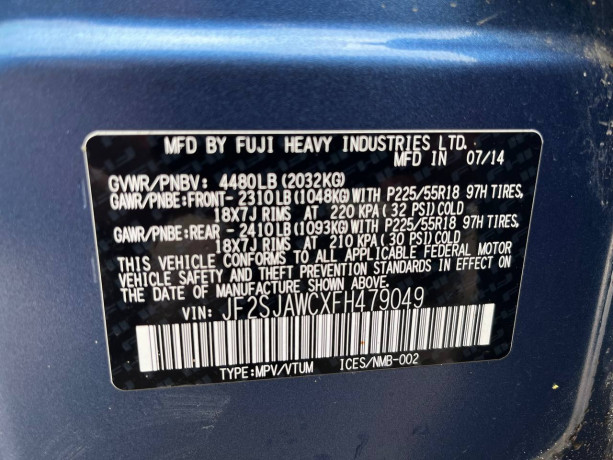 MFD BY FUJI HEAVY INDUSTRIES LTD.
MFD IN 07/14
GVWR/PNBV: 4480LB (2032KG)
GAWR/PNBE:FRONT- 2310LB (1048KG)WITH P225/55R18 97H TIRES,
18X7J RIMS AT 220 KPA (32 PSI)COLD
GAWR/PNBE:REAR - 2410LB (1093KG)WITH P225/55R18 97H TIRES,
18X7J RIMS AT 210 KPA (30 PSI)COLD
THIS VEHICLE CONFORMS TO ALL APPLICABLE FEDERAL MOTOR
VEHICLE SAFETY AND THEFT PREVENTION STANDARDS IN EFFECT ON
THE DATE OF MANUFACTURE SHOWN ABOVE.
VIN: JF2SJAWCXFH479049
TYPE:MPV/VTUM ICES/NMB-002